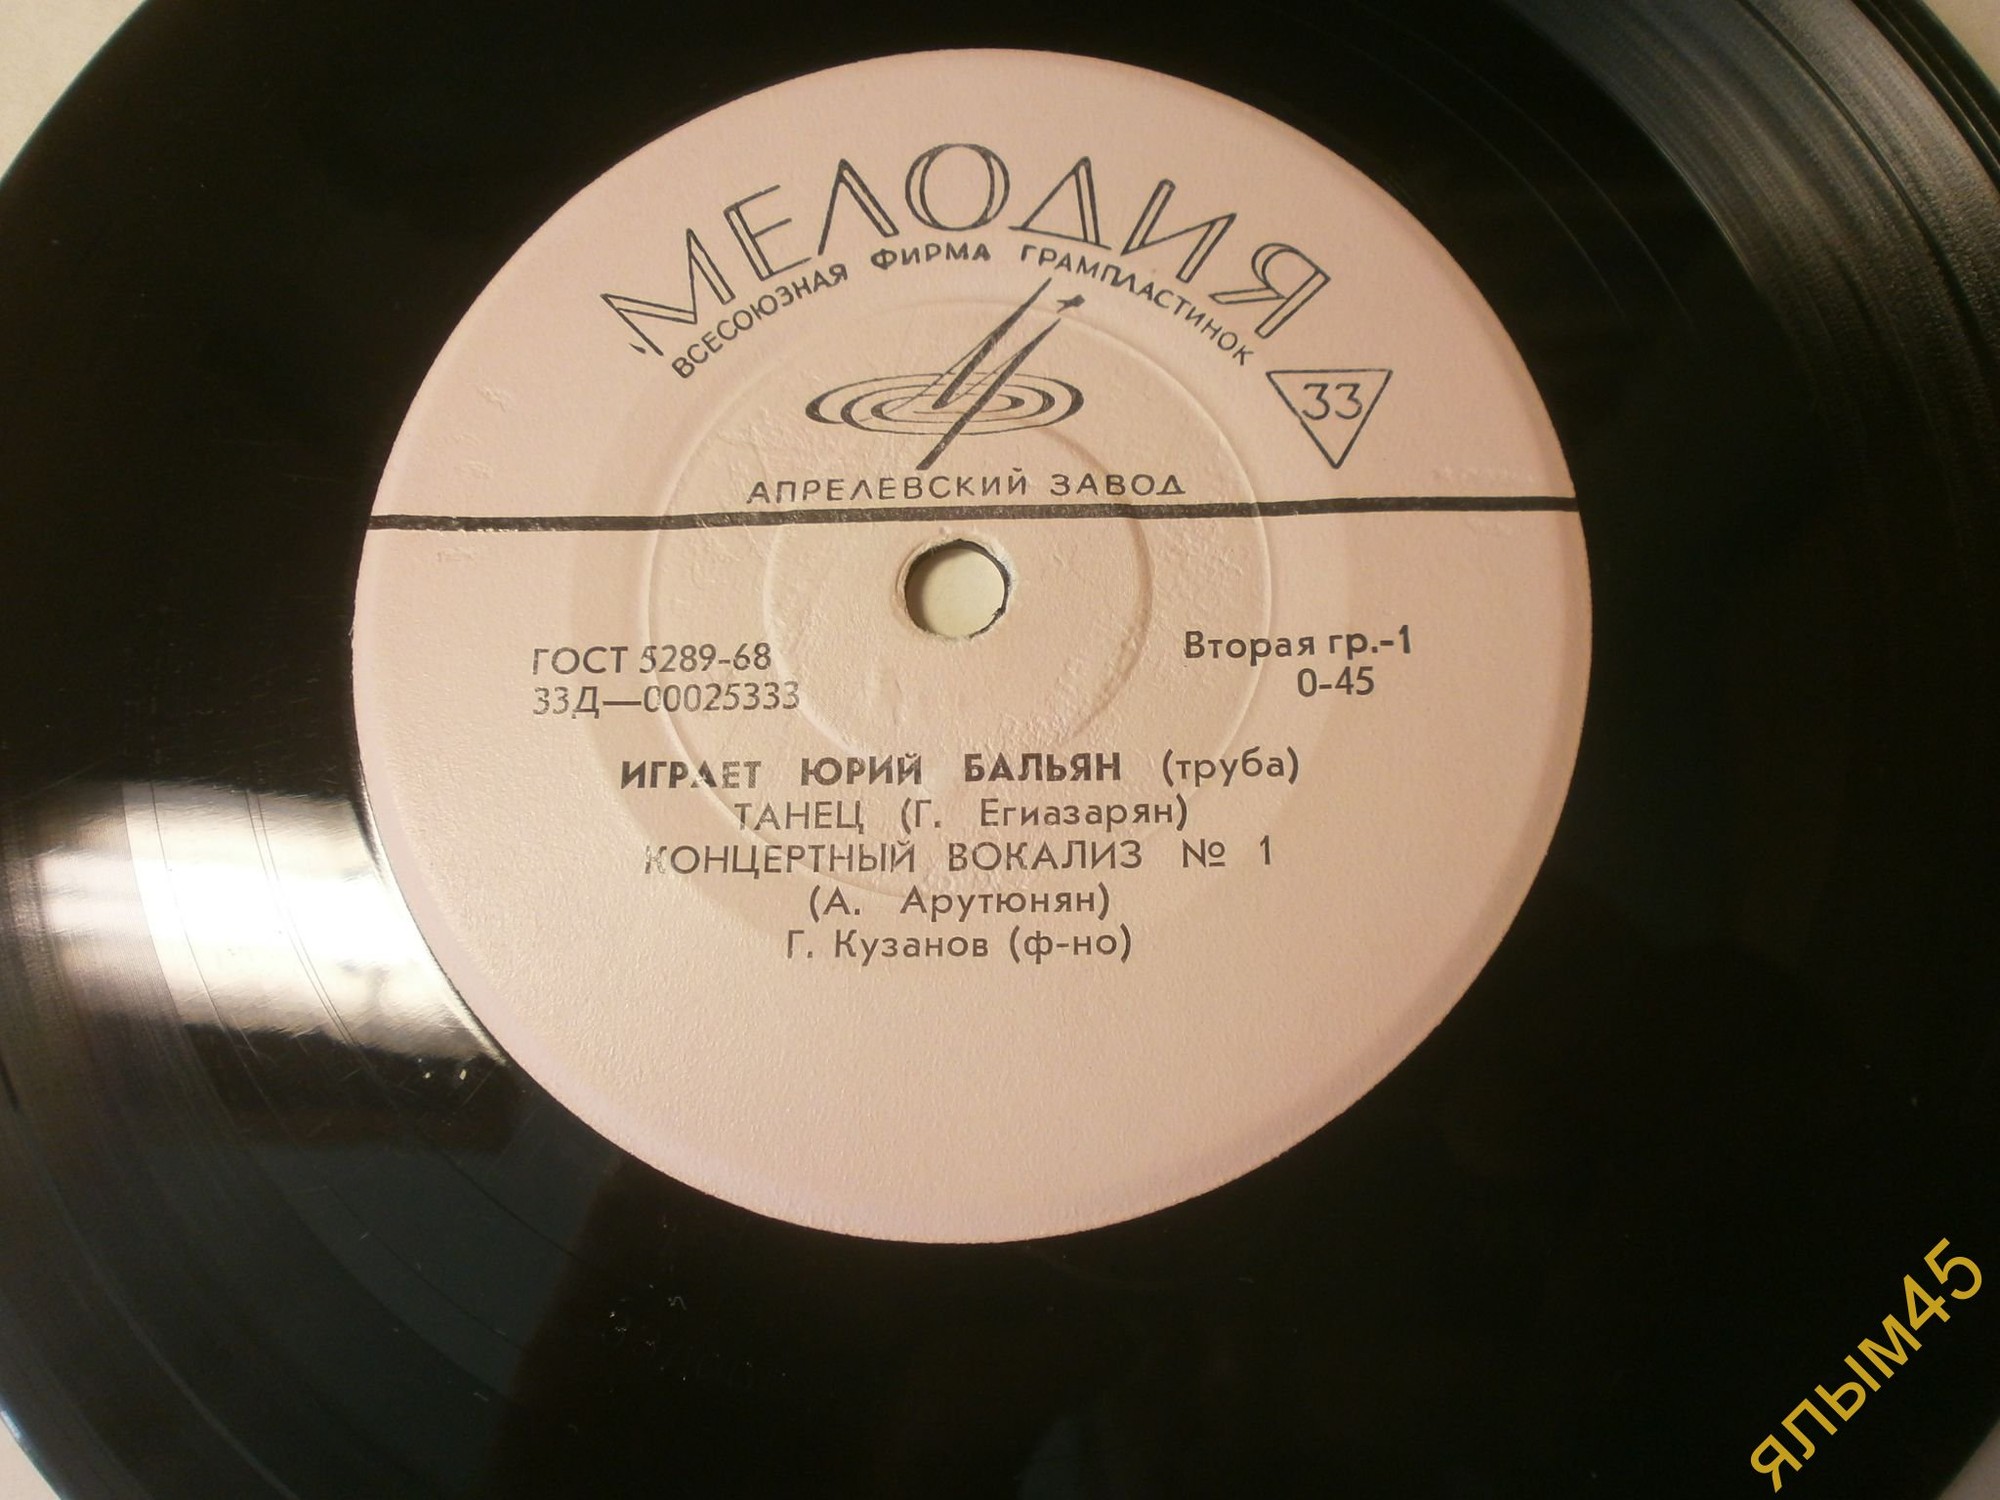 МЕЛОДИЯ
ВСЕСОЮЗНАЯ ФИРМА ГРАМПЛАСТИНОК
33
АПРЕЛЕВСКИЙ ЗАВОД
ГОСТ 5289-68
33Д—00025333
Вторая гр.-1
0-45
ИГРАЕТ ЮРИЙ БАЛЬЯН (труба)
ТАНЕЦ (Г. Егиазарян)
КОНЦЕРТНЫЙ ВОКАЛИЗ № 1
(А. Арутюнян)
Г. Кузанов (ф-но)
ялым45